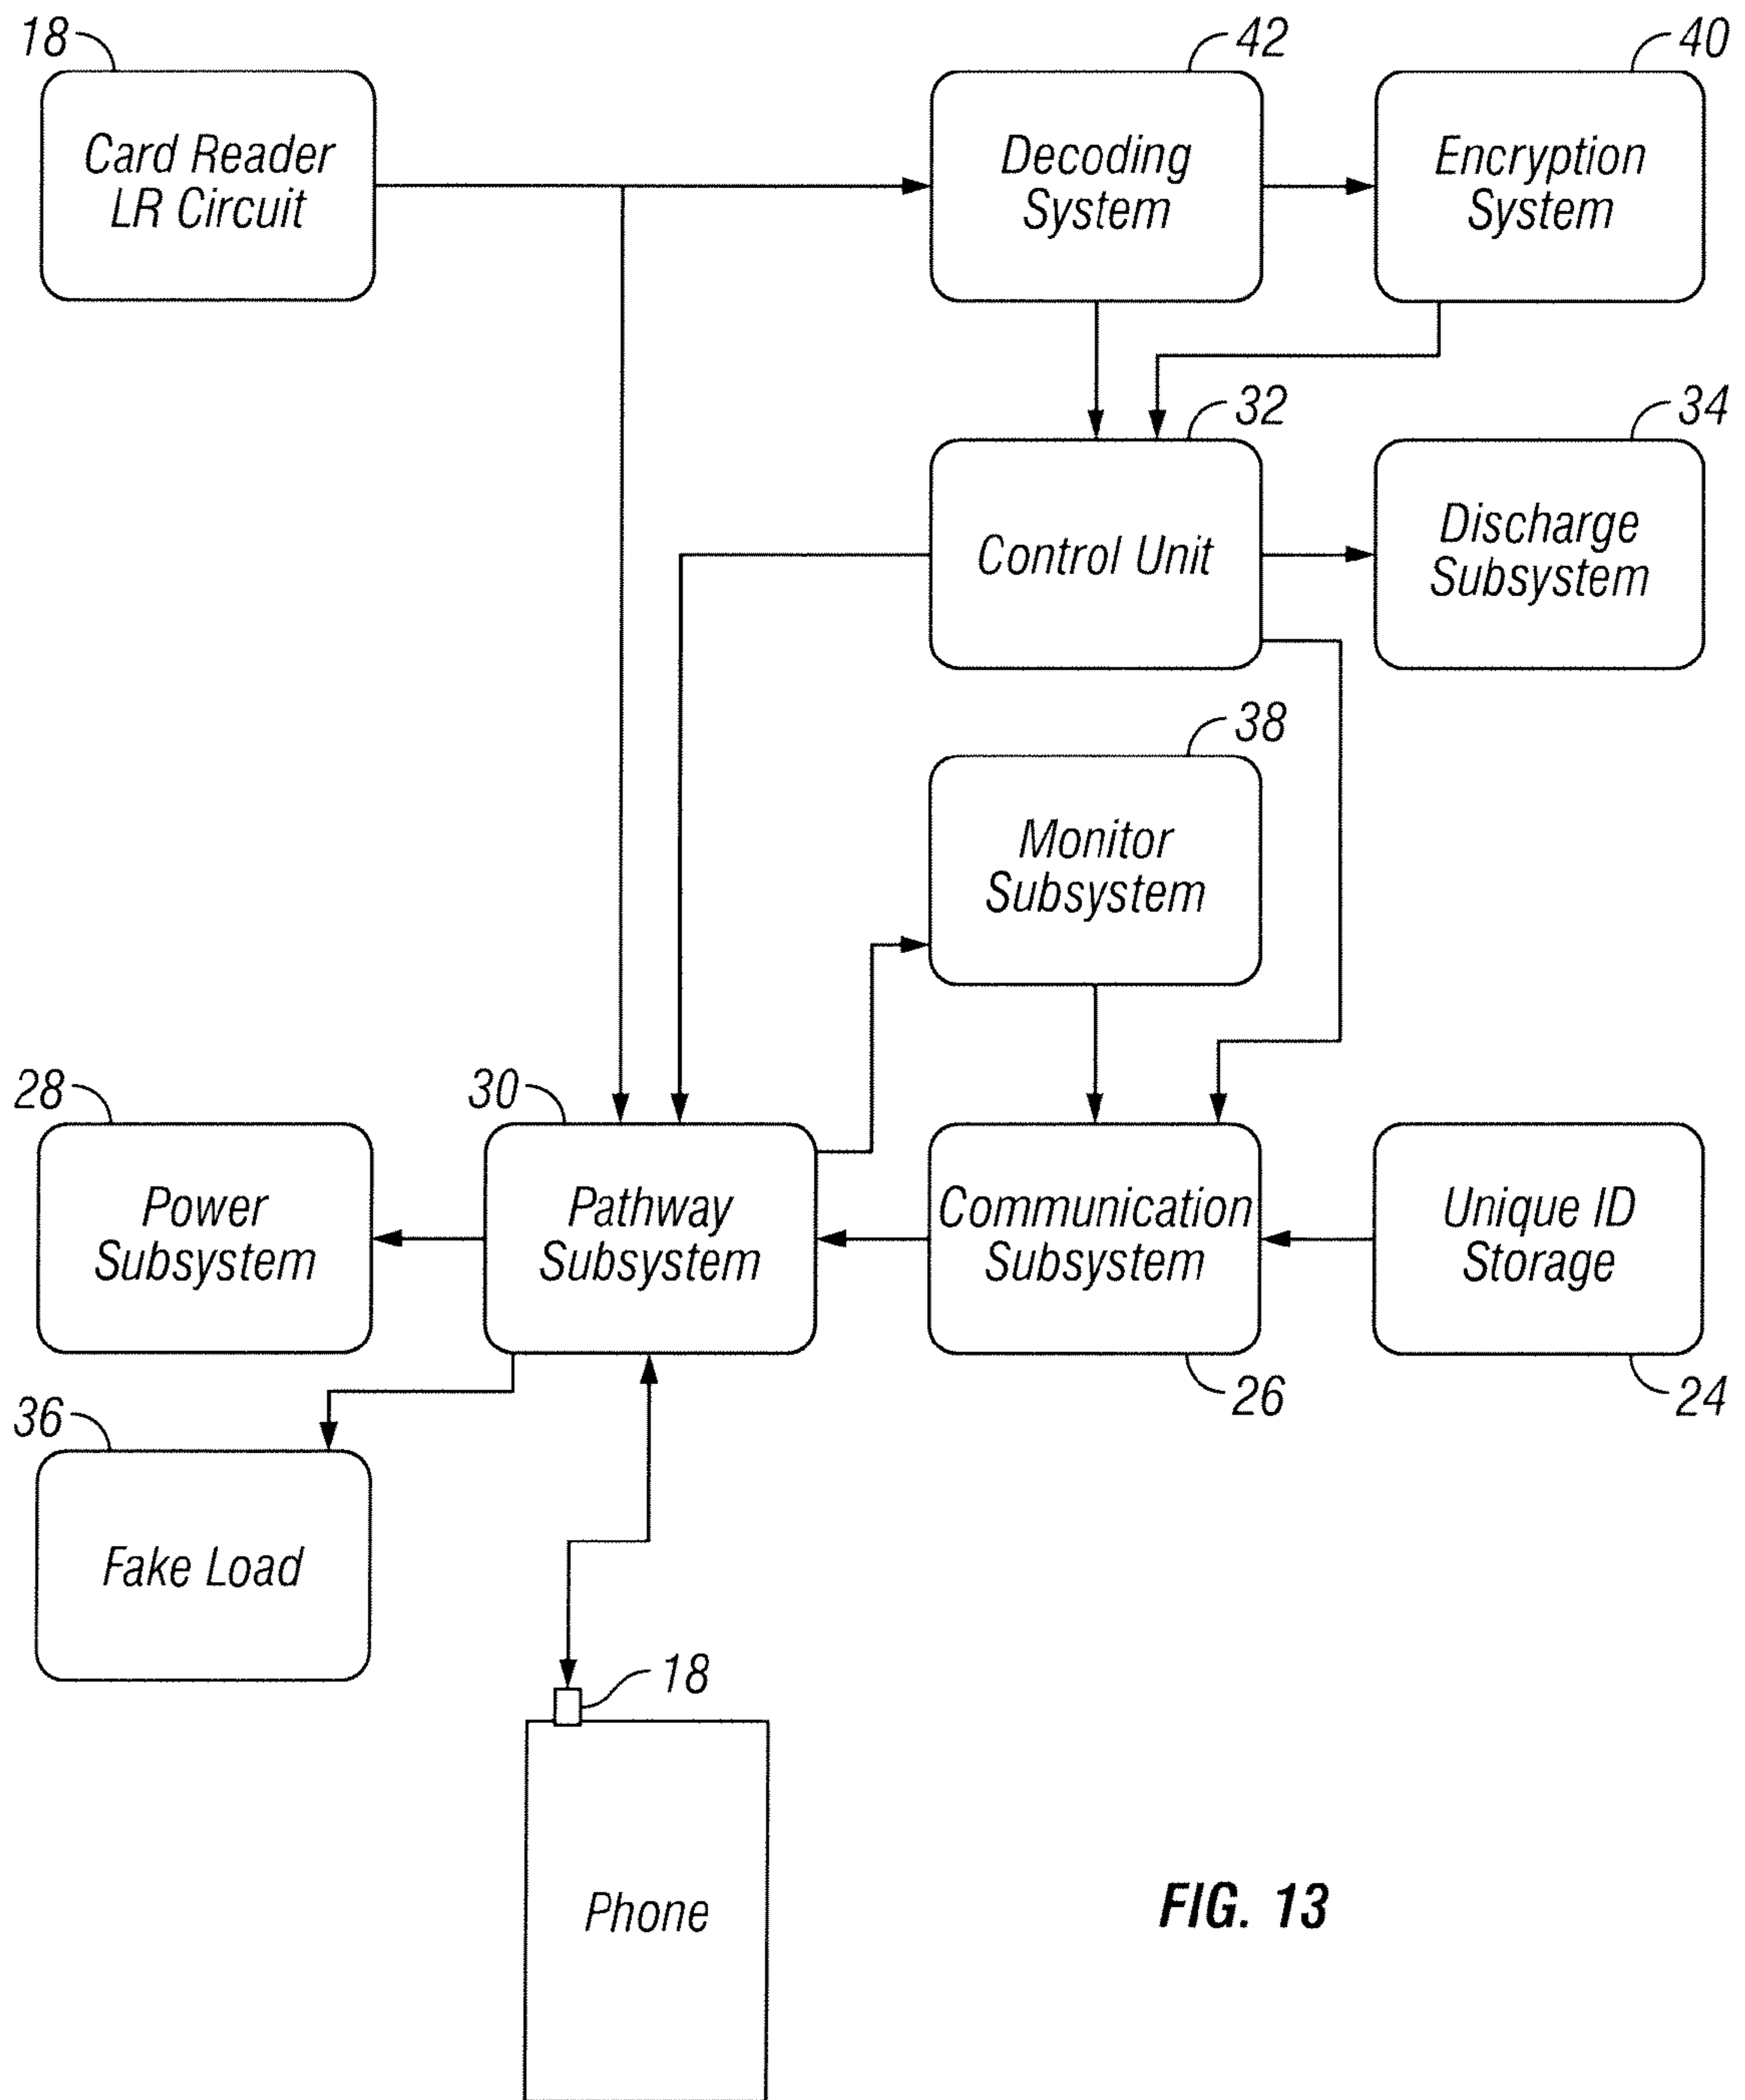 18
42
40
Card Reader
LR Circuit
Decoding
System
Encryption
System
32
34
Control Unit
Discharge
Subsystem
38
Monitor
Subsystem
28
30
Power
Subsystem
Pathway
Subsystem
Communication
Subsystem
Unique ID
Storage
26
24
36
Fake Load
18
Phone
FIG. 13